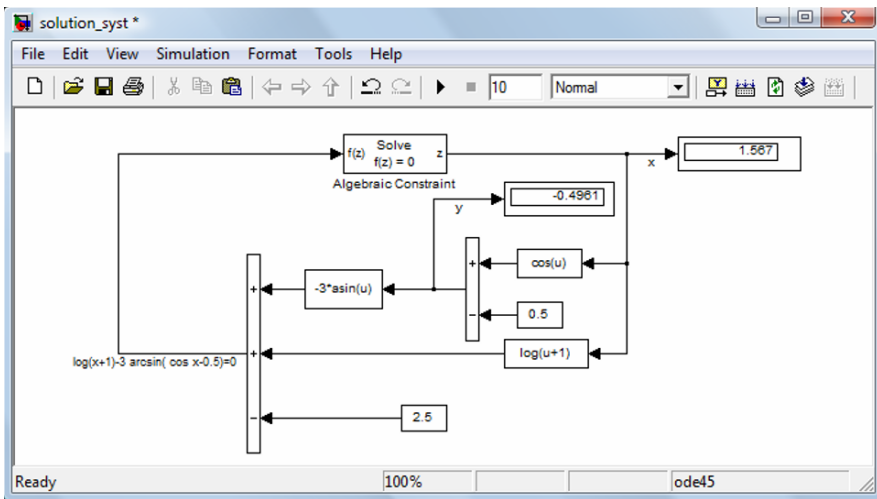 solution_syst *
File Edit View Simulation Format Tools Help
10 Normal
f(z) Solve f(z) = 0 z
Algebraic Constraint
x
1.567
y
-0.4961
+
cos(u)
-3*asin(u)
+
-
0.5
log(x+1)-3 arcsin( cos x-0.5)=0
+
log(u+1)
-
2.5
Ready 100% ode45